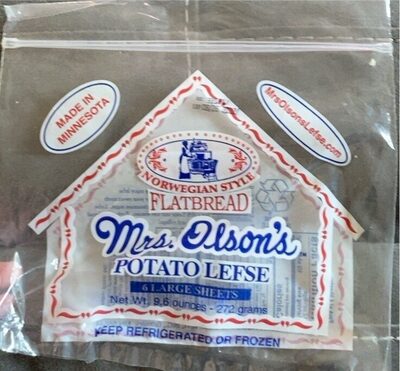 MADE IN
MINNESOTA
MrsOlsonsLefse.com
NORWEGIAN STYLE
FLATBREAD
Mrs. Olson's
POTATO LEFSE
6 LARGE SHEETS
Net Wt. 9.6 ounces - 272 grams
KEEP REFRIGERATED OR FROZEN